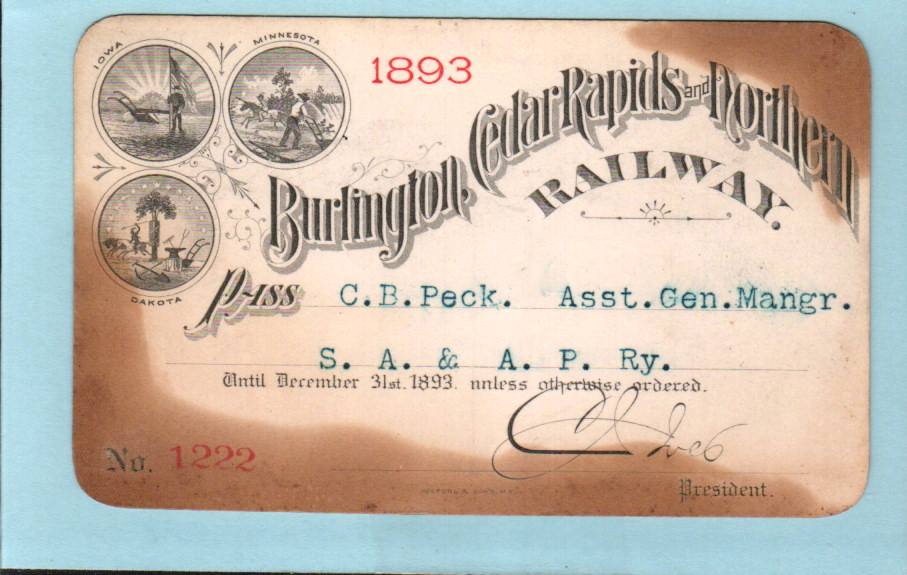 IOWA
MINNESOTA
DAKOTA
1893
Burlington, Cedar Rapids and Northern
RAILWAY.
Pass C.B.Peck. Asst.Gen.Mangr.
S. A. & A. P. Ry.
Until December 31st. 1893. unless otherwise ordered.
C J Ives
No. 1222
President.